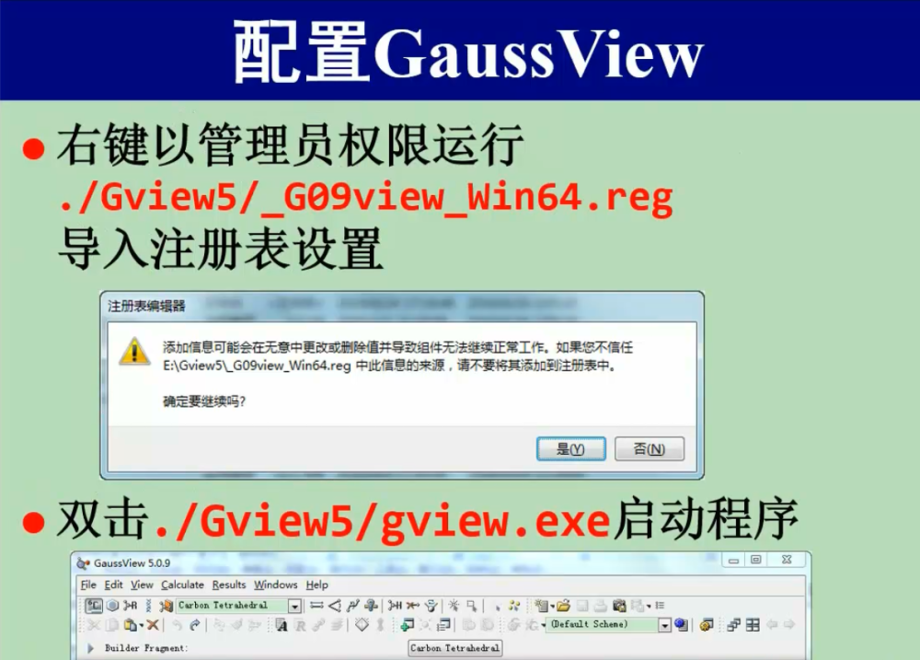 配置GaussView
右键以管理员权限运行
./Gview5/_G09view_Win64.reg
导入注册表设置
注册表编辑器
添加信息可能会在无意中更改或删除值并导致组件无法继续正常工作。如果您不信任
E:\Gview5\_G09view_Win64.reg 中此信息的来源，请不要将其添加到注册表中。
确定要继续吗?
是(Y) 否(N)
双击./Gview5/gview.exe启动程序
GaussView 5.0.9
File Edit View Calculate Results Windows Help
Carbon Tetrahedral
(Default Scheme)
Builder Fragment: Carbon Tetrahedral